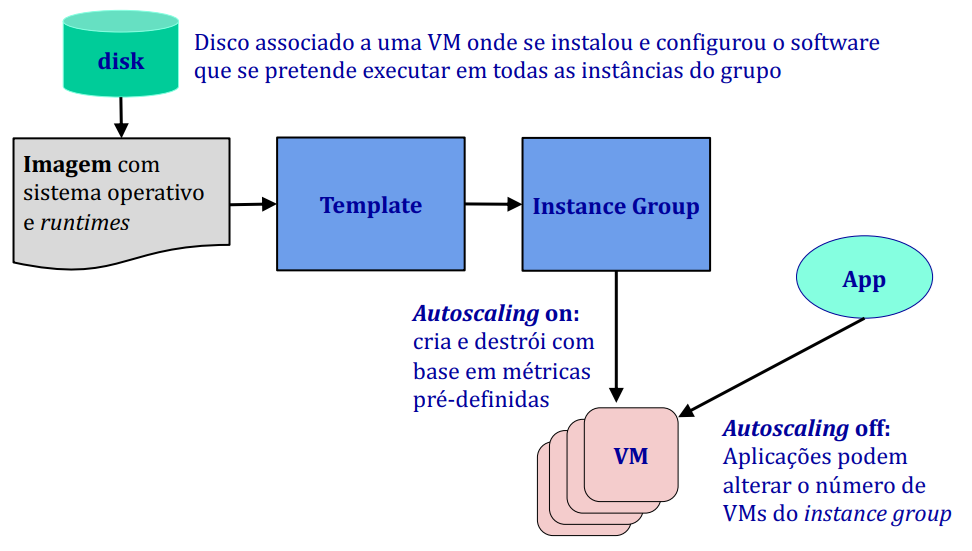 disk
Disco associado a uma VM onde se instalou e configurou o software
que se pretende executar em todas as instâncias do grupo
Imagem com
sistema operativo
e runtimes
Template
Instance Group
App
Autoscaling on:
cria e destrói com
base em métricas
pré-definidas
VM
Autoscaling off:
Aplicações podem
alterar o número de
VMs do instance group